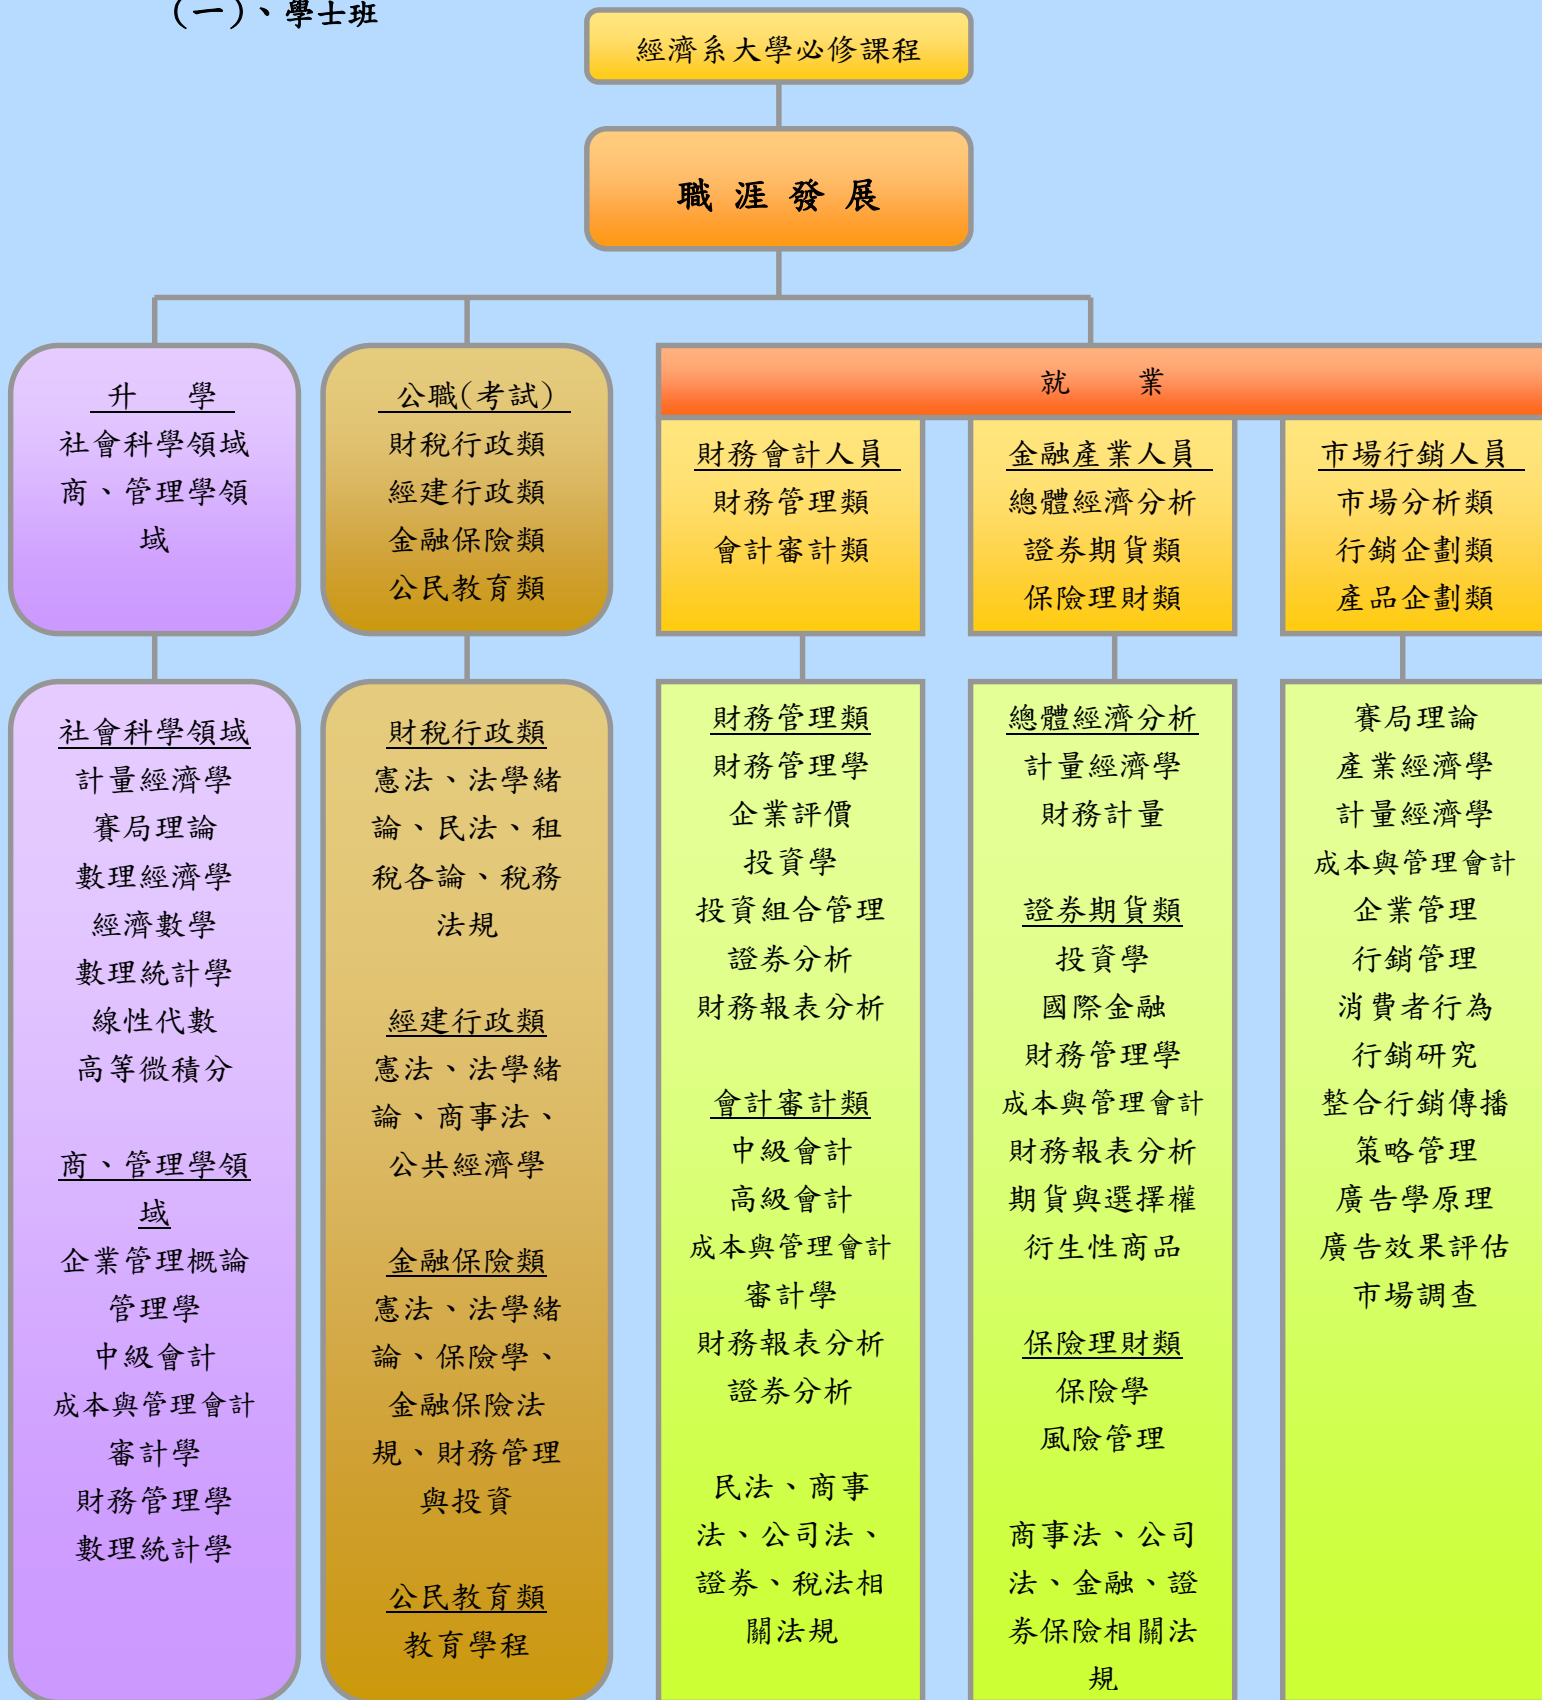 (一)、學士班
經濟系大學必修課程
職涯發展
升 學
社會科學領域
商、管理學領
域
公職(考試)
財稅行政類
經建行政類
金融保險類
公民教育類
就 業
財務會計人員
財務管理類
會計審計類
金融產業人員
總體經濟分析
證券期貨類
保險理財類
市場行銷人員
市場分析類
行銷企劃類
產品企劃類
社會科學領域
計量經濟學
賽局理論
數理經濟學
經濟數學
數理統計學
線性代數
高等微積分
商、管理學領
域
企業管理概論
管理學
中級會計
成本與管理會計
審計學
財務管理學
數理統計學
財稅行政類
憲法、法學緒
論、民法、租
稅各論、稅務
法規
經建行政類
憲法、法學緒
論、商事法、
公共經濟學
金融保險類
憲法、法學緒
論、保險學、
金融保險法
規、財務管理
與投資
公民教育類
教育學程
財務管理類
財務管理學
企業評價
投資學
投資組合管理
證券分析
財務報表分析
會計審計類
中級會計
高級會計
成本與管理會計
審計學
財務報表分析
證券分析
民法、商事
法、公司法、
證券、稅法相
關法規
總體經濟分析
計量經濟學
財務計量
證券期貨類
投資學
國際金融
財務管理學
成本與管理會計
財務報表分析
期貨與選擇權
衍生性商品
保險理財類
保險學
風險管理
商事法、公司
法、金融、證
券保險相關法
規
賽局理論
產業經濟學
計量經濟學
成本與管理會計
企業管理
行銷管理
消費者行為
行銷研究
整合行銷傳播
策略管理
廣告學原理
廣告效果評估
市場調查